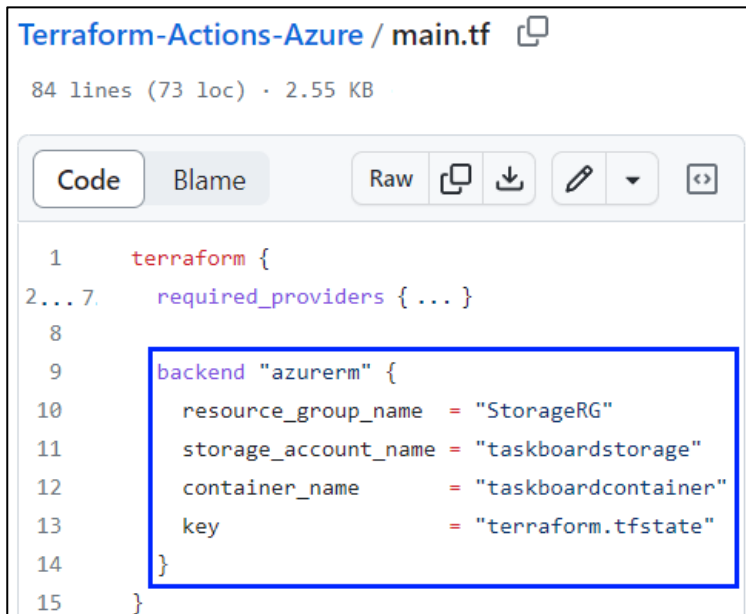 Terraform-Actions-Azure / main.tf
84 lines (73 loc) · 2.55 KB
Code Blame Raw
1 terraform {
2...7 required_providers { ... }
8
9 backend "azurerm" {
10 resource_group_name = "StorageRG"
11 storage_account_name = "taskboardstorage"
12 container_name = "taskboardcontainer"
13 key = "terraform.tfstate"
14 }
15 }